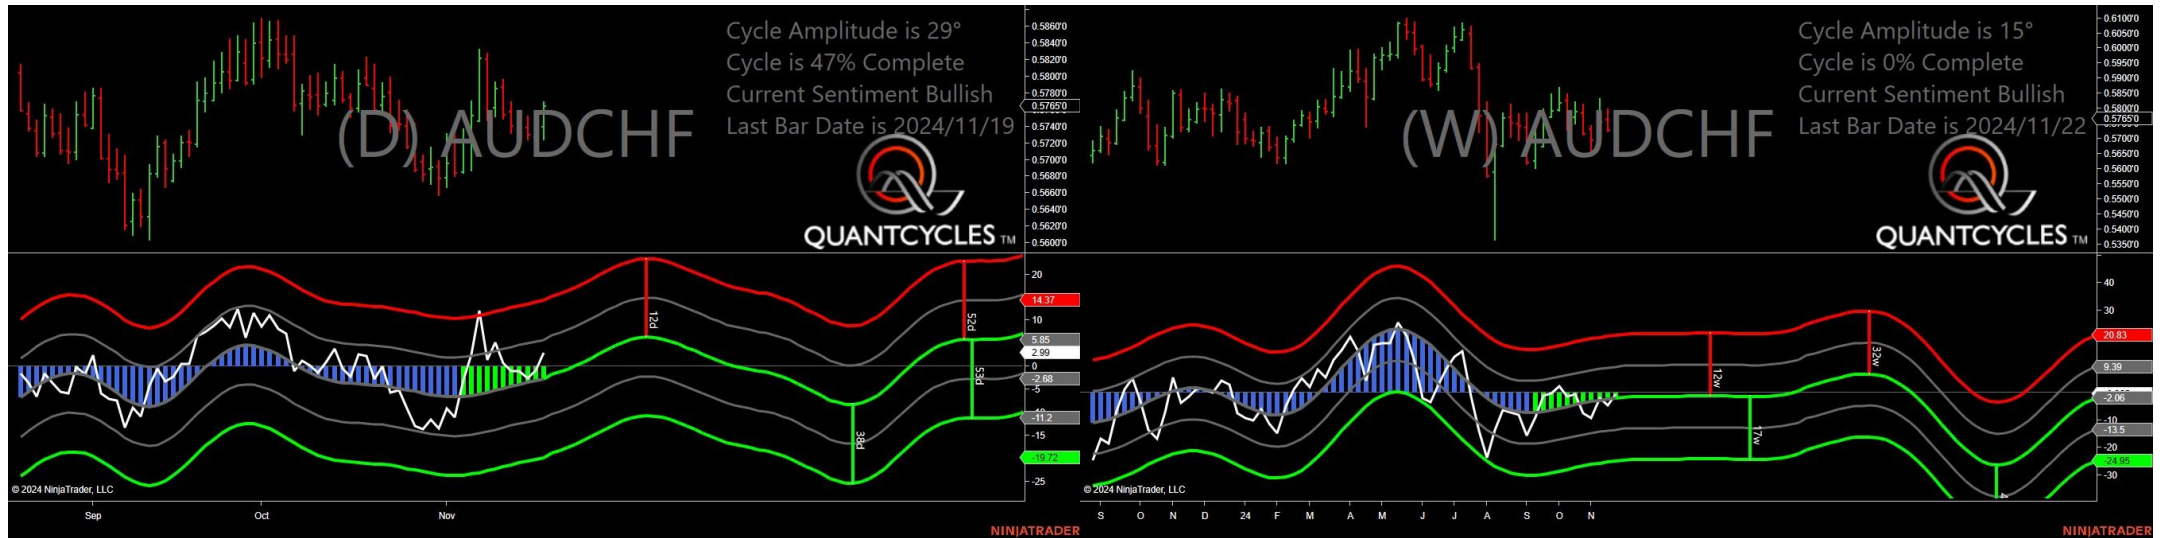 Cycle Amplitude is 29°
Cycle is 47% Complete
Current Sentiment Bullish
Last Bar Date is 2024/11/19
(D) AUDCHF
QUANTCYCLES TM
0.5860'0
0.5840'0
0.5820'0
0.5800'0
0.5780'0
0.5765'0
0.5740'0
0.5720'0
0.5700'0
0.5680'0
0.5660'0
0.5640'0
0.5620'0
0.5600'0
20
14.37
10
5.85
2.99
0
-2.68
-5
-11.2
-15
-19.72
-25
12d
38d
52d
53d
© 2024 NinjaTrader, LLC
Sep
Oct
Nov
NINJATRADER
Cycle Amplitude is 15°
Cycle is 0% Complete
Current Sentiment Bullish
Last Bar Date is 2024/11/22
(W) AUDCHF
QUANTCYCLES TM
0.6100'0
0.6050'0
0.6000'0
0.5950'0
0.5900'0
0.5850'0
0.5800'0
0.5765'0
0.5700'0
0.5650'0
0.5600'0
0.5550'0
0.5500'0
0.5450'0
0.5400'0
0.5350'0
40
30
20.83
9.39
-2.06
-10
-13.5
-20
-24.95
-30
12w
17w
32w
© 2024 NinjaTrader, LLC
S
O
N
D
24
F
M
A
M
J
J
A
S
O
N
NINJATRADER